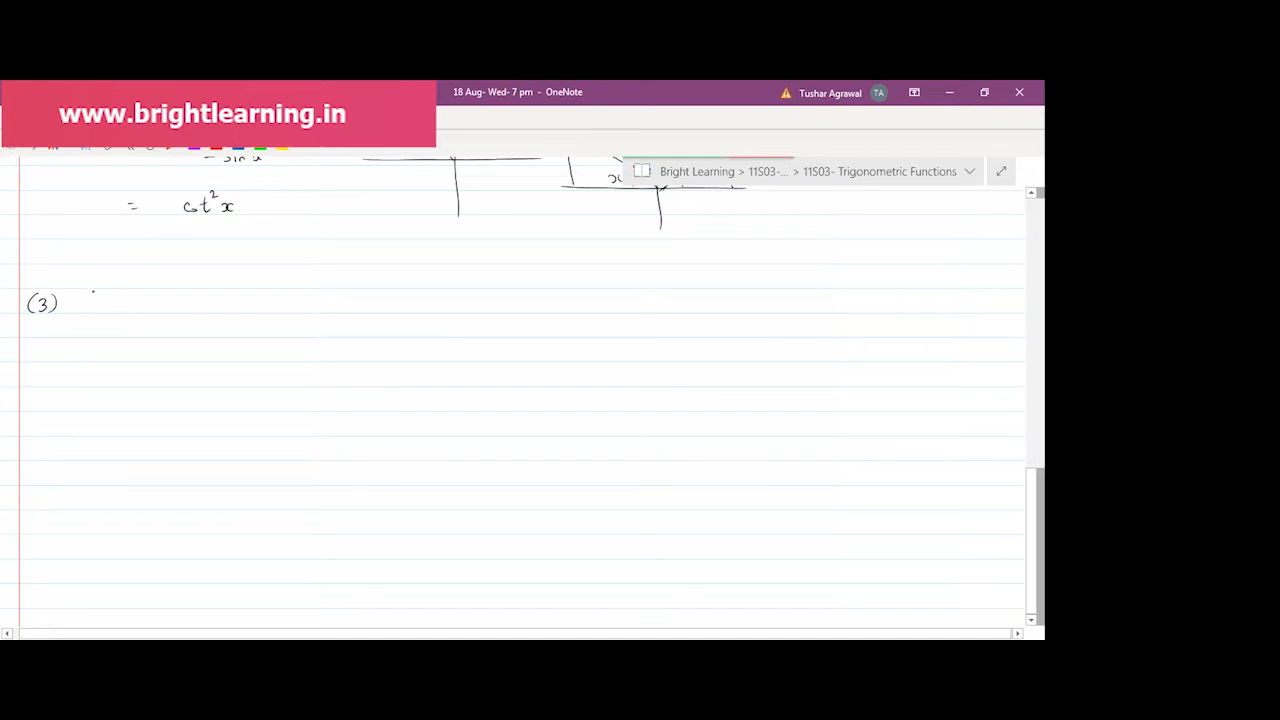 18 Aug- Wed- 7 pm - OneNote
Tushar Agrawal TA
www.brightlearning.in
Bright Learning > 11S03-... > 11S03- Trigonometric Functions
- sin x
= cot²x
(3)